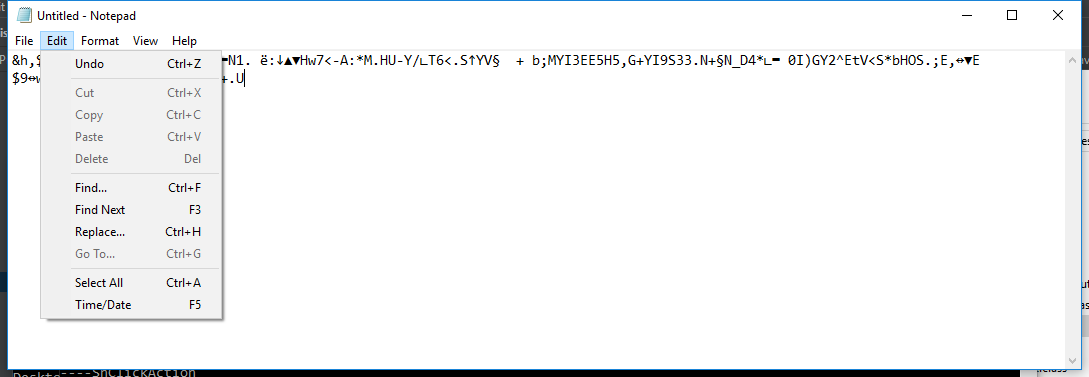 Untitled - Notepad
File Edit Format View Help
&h,$
N1. ë:↓▲▼Hw7<-A:*M.HU-Y/∟T6<.S↑YV§ + b;MYI3EE5H5,G+YI9S33.N+§N_D4*∟▬ 0I)GY2^EtV<S*bHOS.;E,↔▼E
$9↔w
+.U
Undo Ctrl+Z
Cut Ctrl+X
Copy Ctrl+C
Paste Ctrl+V
Delete Del
Find... Ctrl+F
Find Next F3
Replace... Ctrl+H
Go To... Ctrl+G
Select All Ctrl+A
Time/Date F5